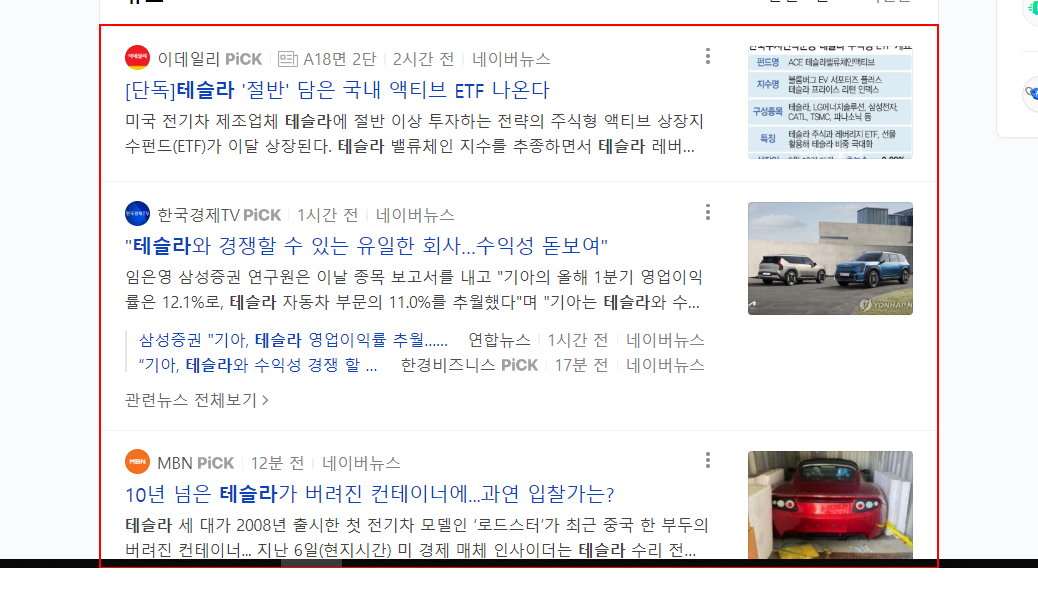 이데일리 PiCK A18면 2단 2시간 전 네이버뉴스
[단독]테슬라 '절반' 담은 국내 액티브 ETF 나온다
미국 전기차 제조업체 테슬라에 절반 이상 투자하는 전략의 주식형 액티브 상장지
수펀드(ETF)가 이달 상장된다. 테슬라 밸류체인 지수를 추종하면서 테슬라 레버...
펀드명 ACE 테슬라밸류체인액티브
지수명 블룸버그 EV 서포터즈 플러스
테슬라 프라이스 리턴 인덱스
구성종목 테슬라, LG에너지솔루션, 삼성전자,
CATL, TSMC, 파나소닉 등
특징 테슬라 주식과 레버리지 ETF, 선물
활용해 테슬라 비중 극대화
한국경제TV PiCK 1시간 전 네이버뉴스
"테슬라와 경쟁할 수 있는 유일한 회사...수익성 돋보여"
임은영 삼성증권 연구원은 이날 종목 보고서를 내고 "기아의 올해 1분기 영업이익
률은 12.1%로, 테슬라 자동차 부문의 11.0%를 추월했다"며 "기아는 테슬라와 수...
YONHAPN
삼성증권 "기아, 테슬라 영업이익률 추월...... 연합뉴스 1시간 전 네이버뉴스
“기아, 테슬라와 수익성 경쟁 할 ... 한경비즈니스 PiCK 17분 전 네이버뉴스
관련뉴스 전체보기 >
MBN PiCK 12분 전 네이버뉴스
10년 넘은 테슬라가 버려진 컨테이너에...과연 입찰가는?
테슬라 세 대가 2008년 출시한 첫 전기차 모델인 ‘로드스터’가 최근 중국 한 부두의
버려진 컨테이너... 지난 6일(현지시간) 미 경제 매체 인사이더는 테슬라 수리 전...